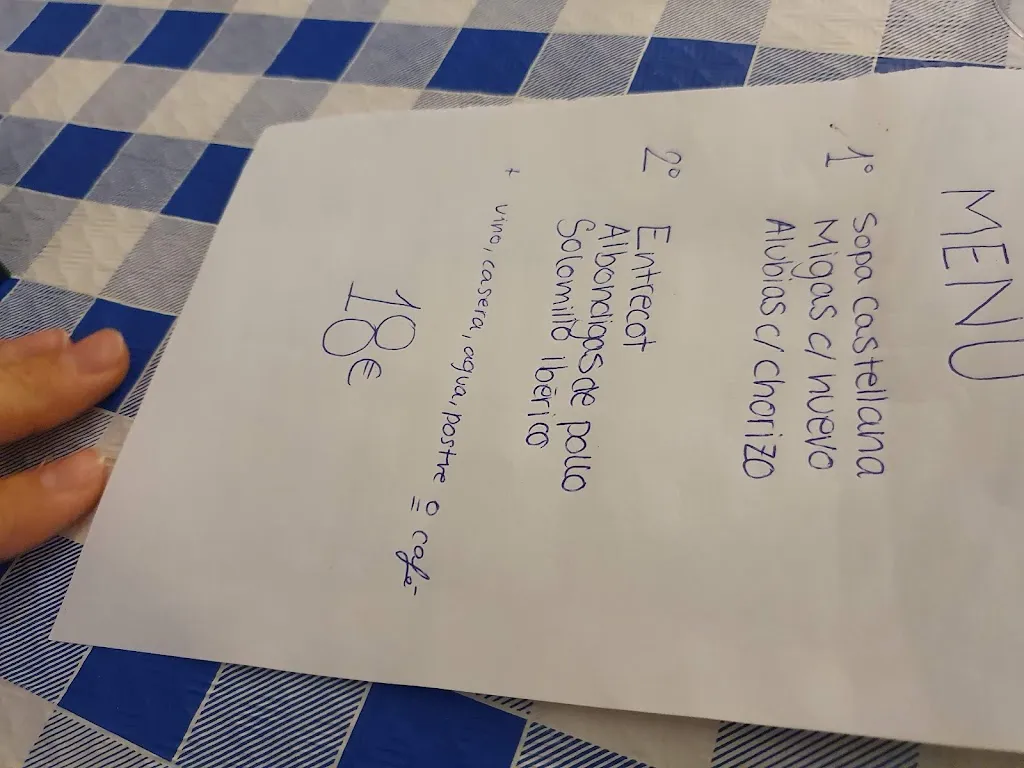 MENU
1º Sopa castellana
Migas c/ huevo
Alubias c/ chorizo
2º Entrecot
Albondigas de pollo
Solomillo Ibérico
+ vino, casera, agua, postre o café
18€